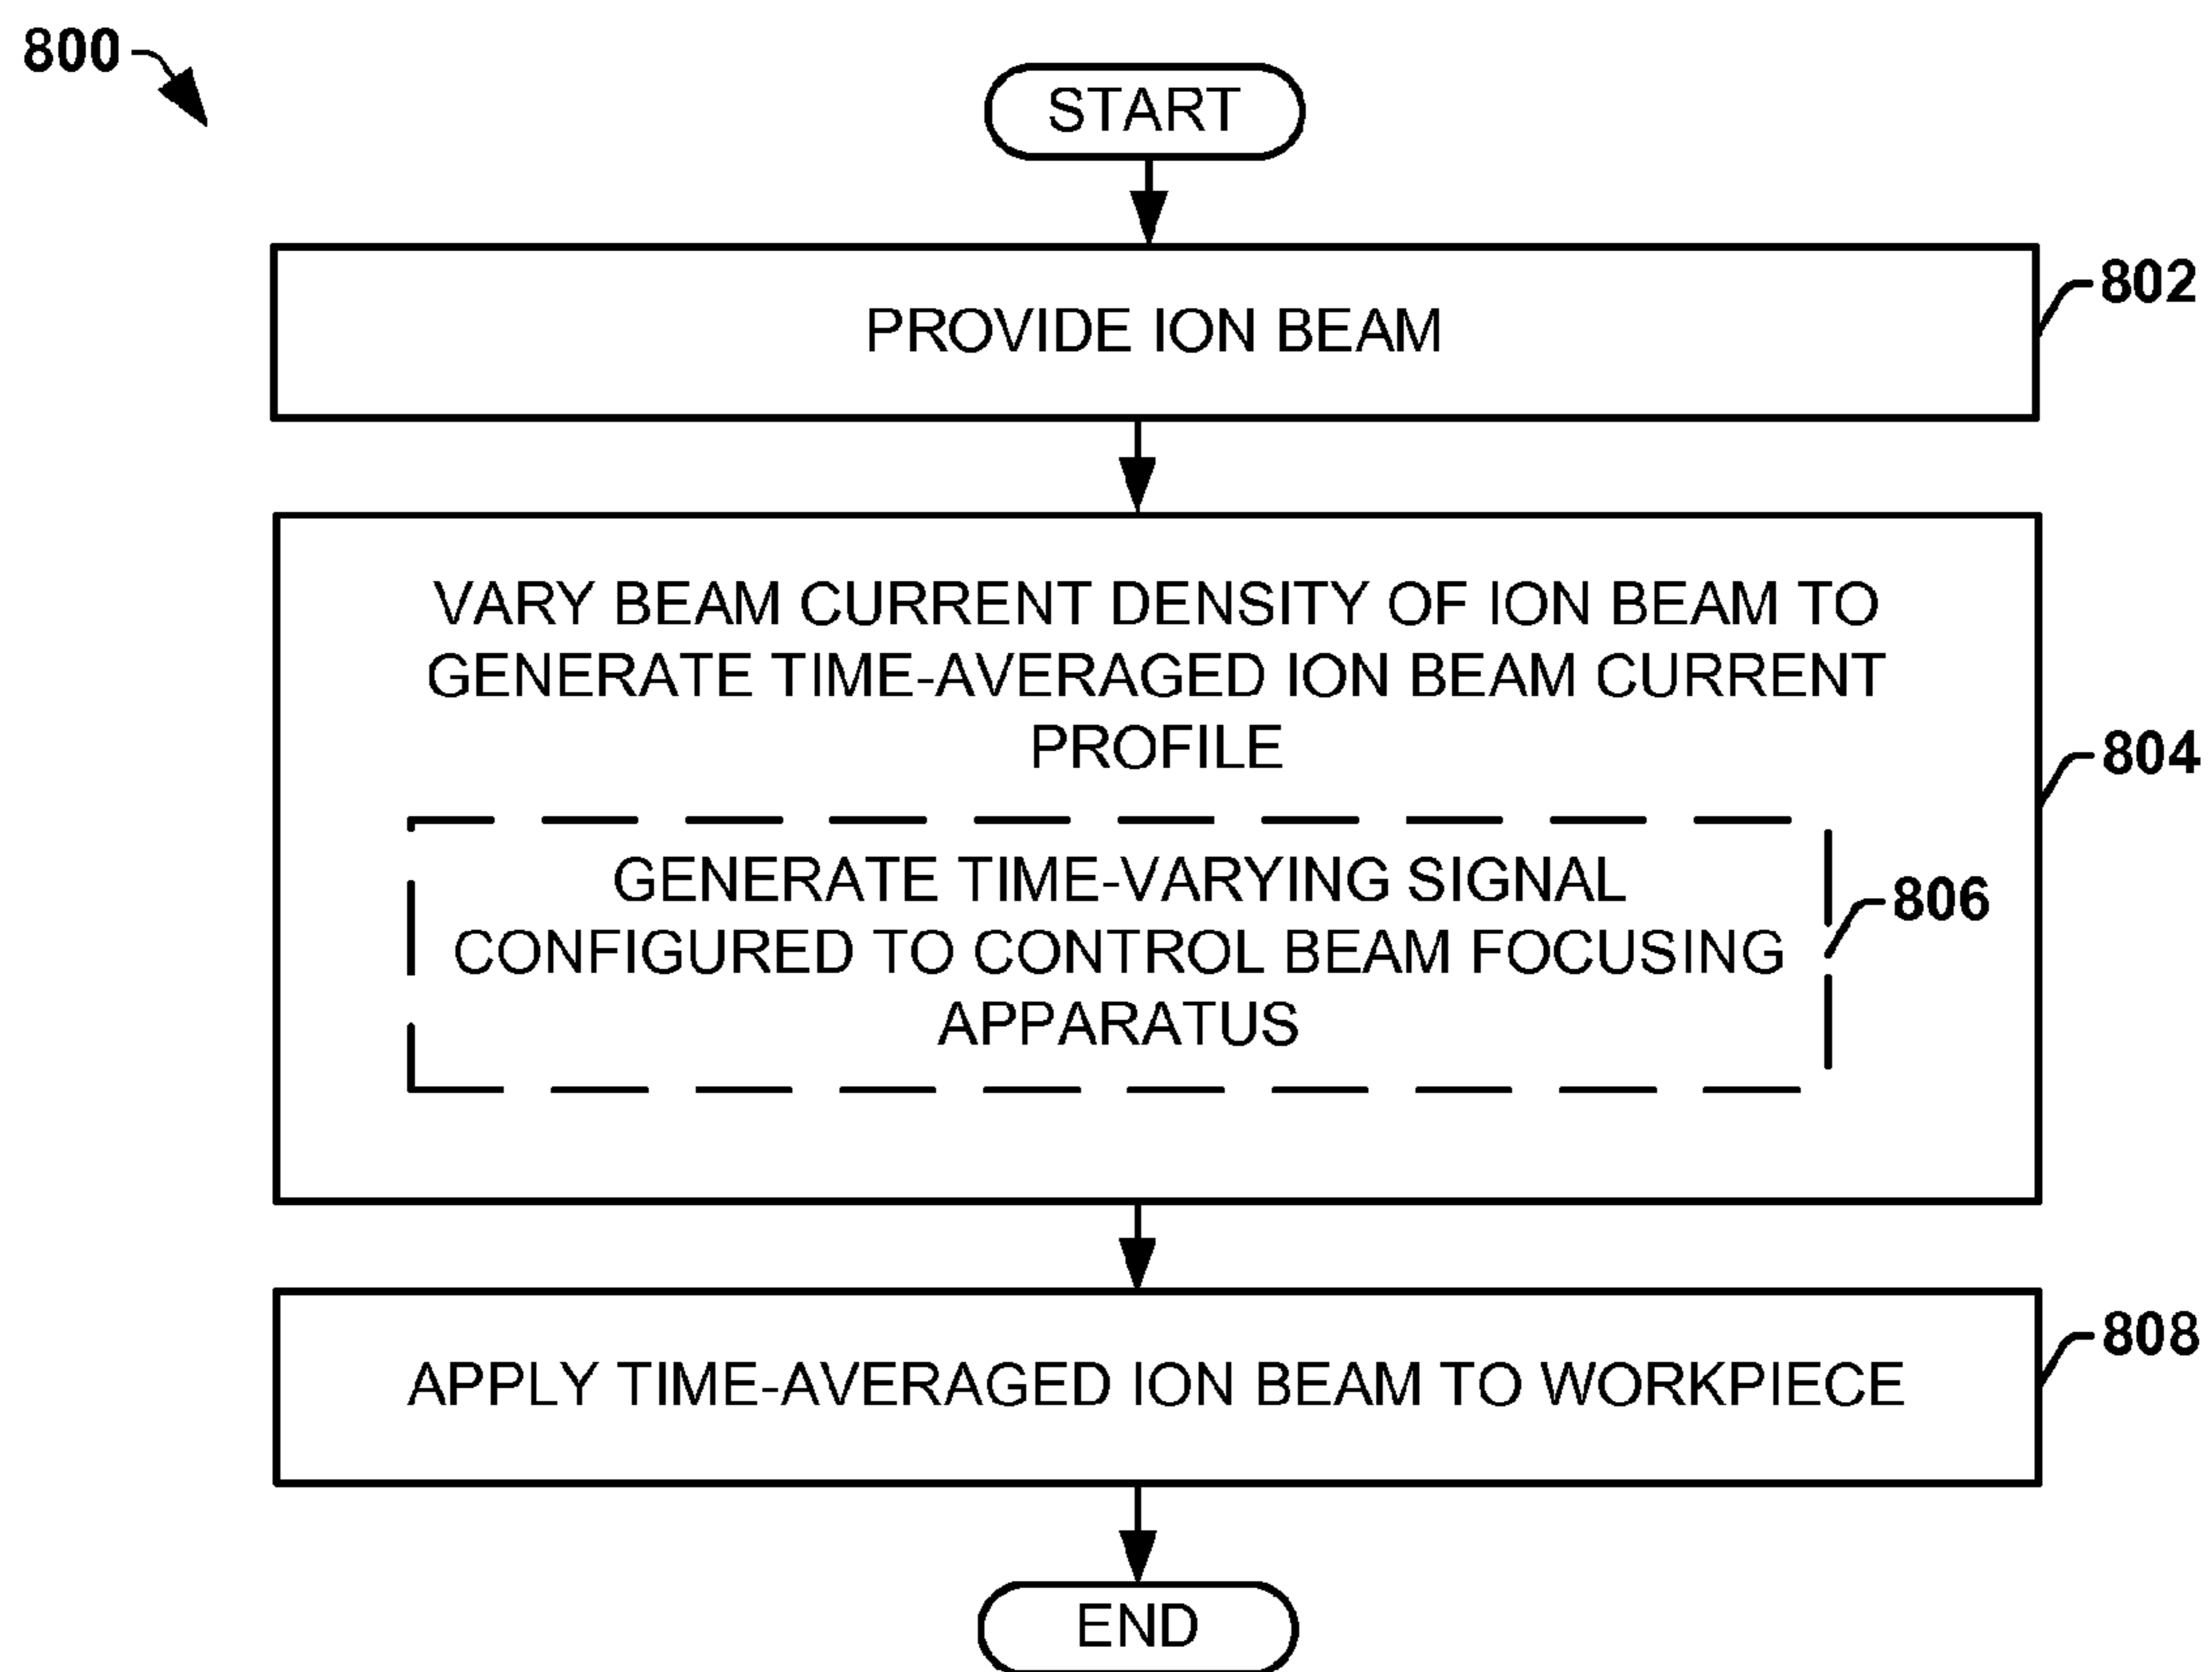 800
START
PROVIDE ION BEAM
802
VARY BEAM CURRENT DENSITY OF ION BEAM TO
GENERATE TIME-AVERAGED ION BEAM CURRENT
PROFILE
804
GENERATE TIME-VARYING SIGNAL
CONFIGURED TO CONTROL BEAM FOCUSING
APPARATUS
806
APPLY TIME-AVERAGED ION BEAM TO WORKPIECE
808
END